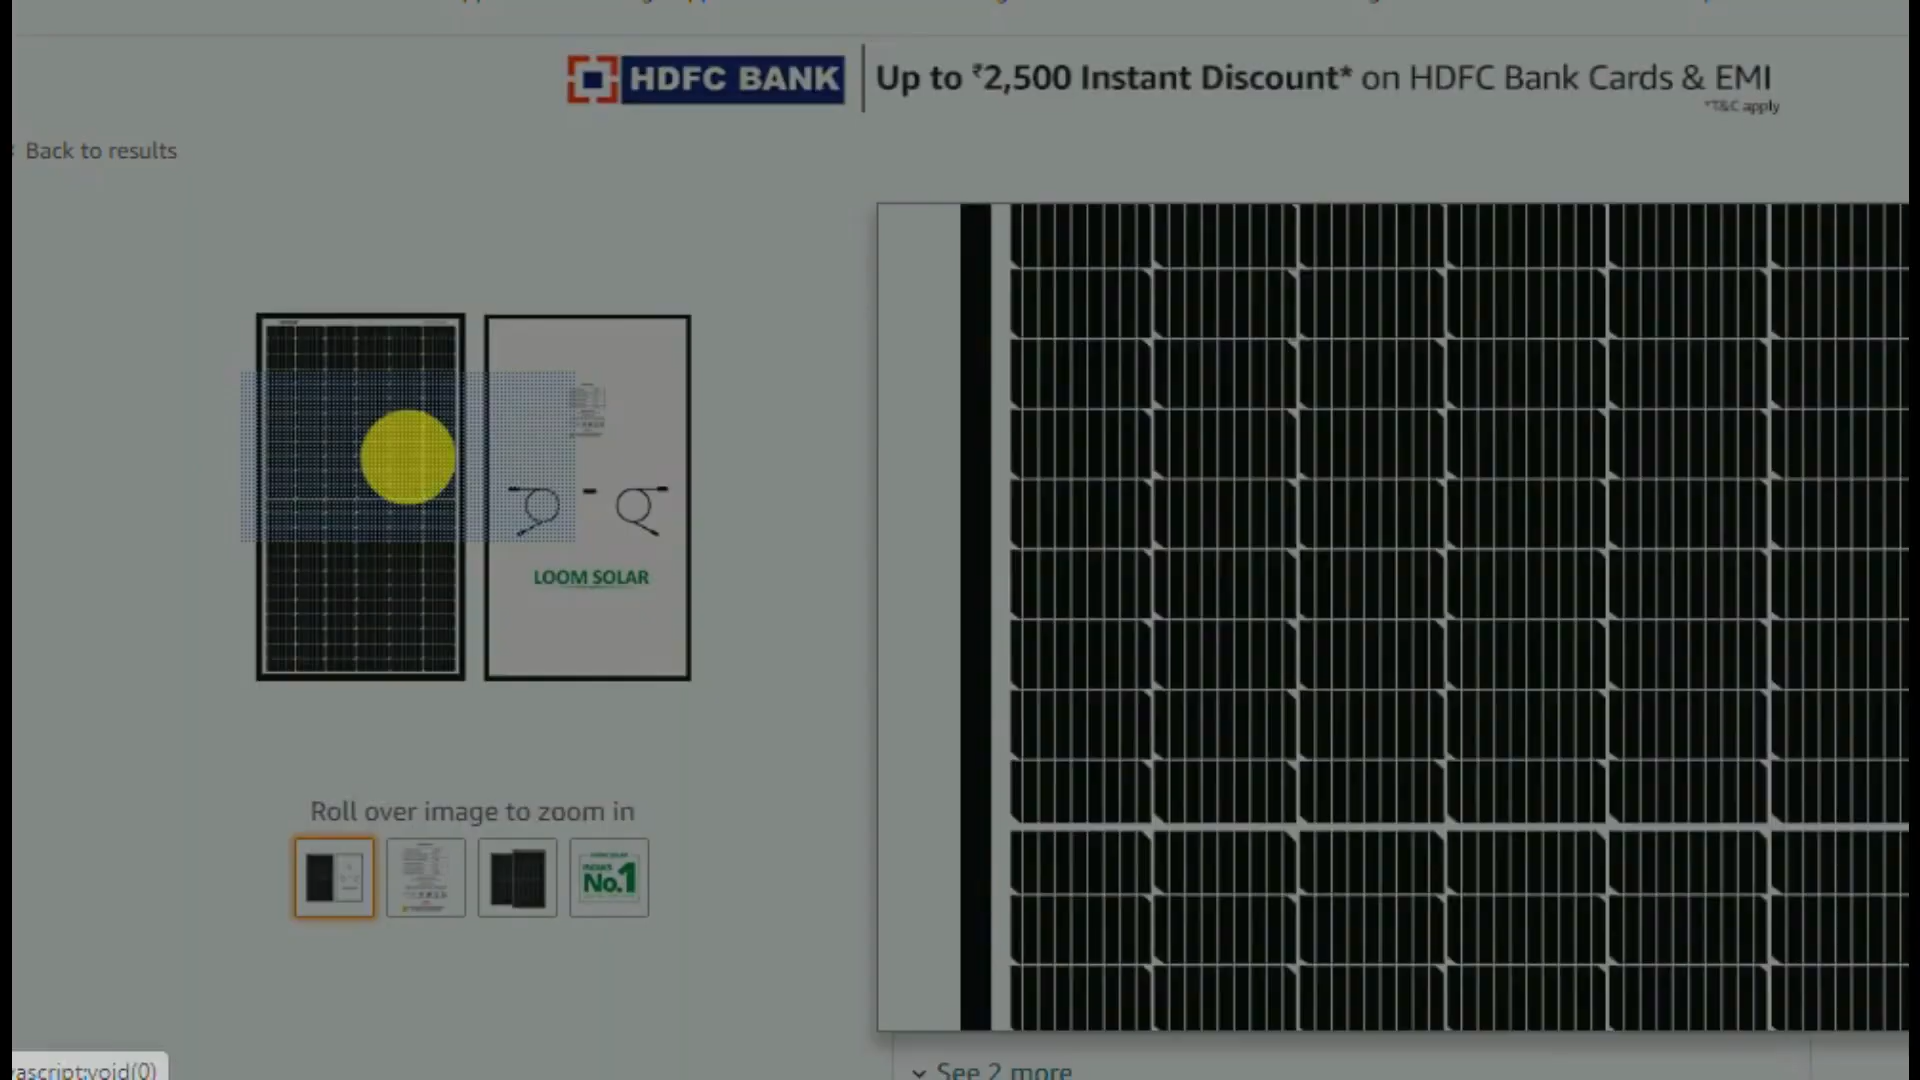 HDFC BANK
Up to ₹2,500 Instant Discount* on HDFC Bank Cards & EMI
*T&C apply
Back to results
LOOM SOLAR
Roll over image to zoom in
No.1
See 2 more
ascript:void(0)